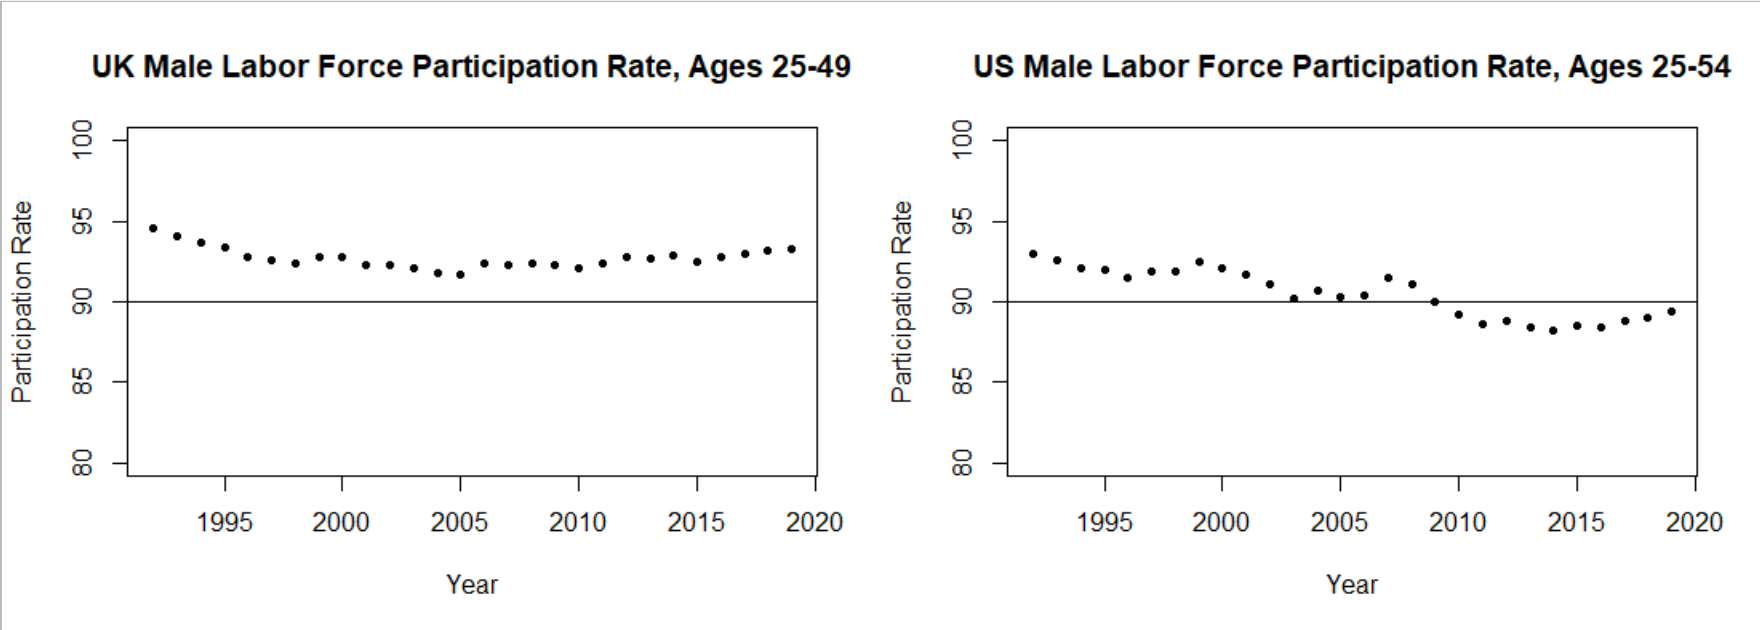 UK Male Labor Force Participation Rate, Ages 25-49
Participation Rate
100
95
90
85
80
1995 2000 2005 2010 2015 2020
Year
US Male Labor Force Participation Rate, Ages 25-54
Participation Rate
100
95
90
85
80
1995 2000 2005 2010 2015 2020
Year